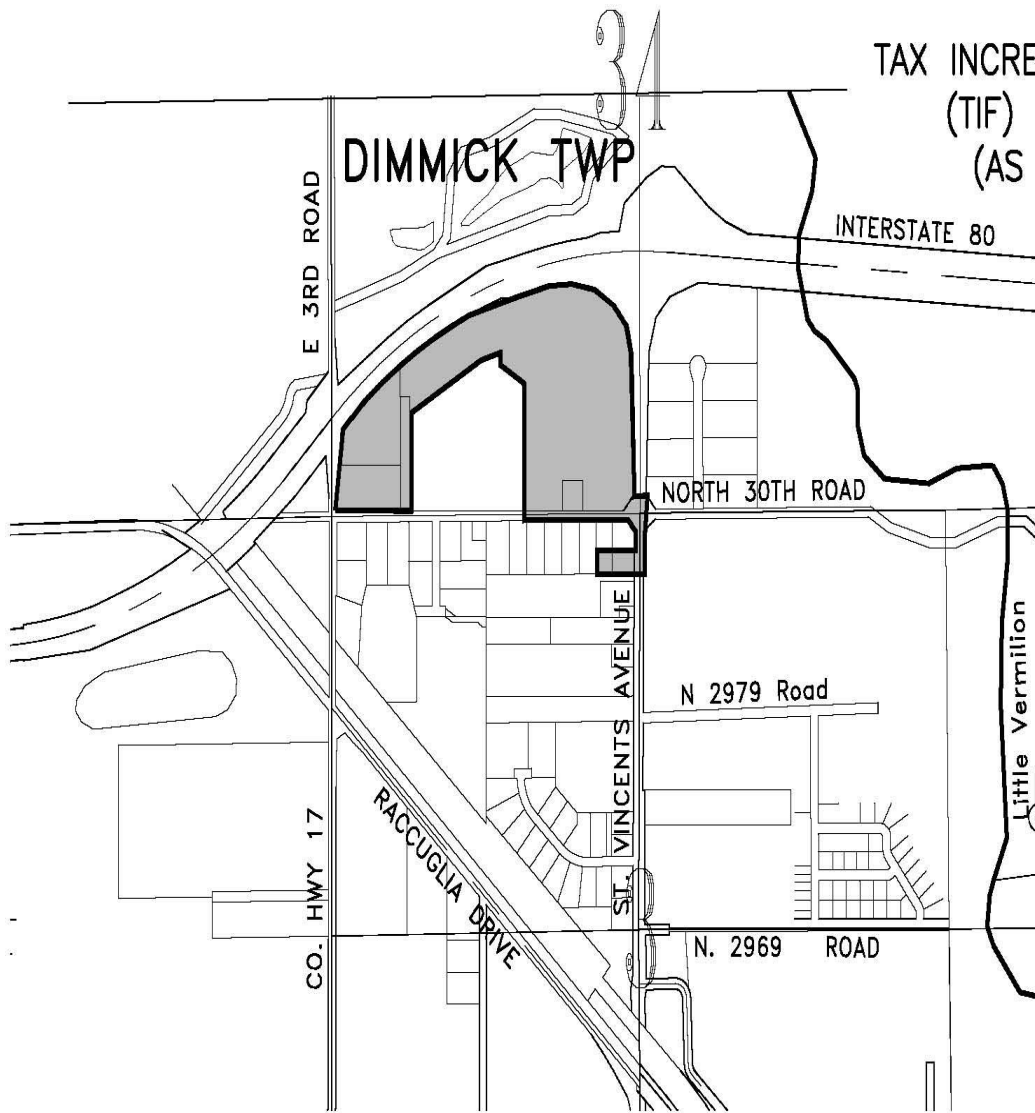 34
TAX INCRE
(TIF)
(AS
DIMMICK TWP
E 3RD ROAD
INTERSTATE 80
NORTH 30TH ROAD
ST. VINCENTS AVENUE
N 2979 Road
Little Vermilion
CO. HWY 17
RACCUGLIA DRIVE
N. 2969 ROAD